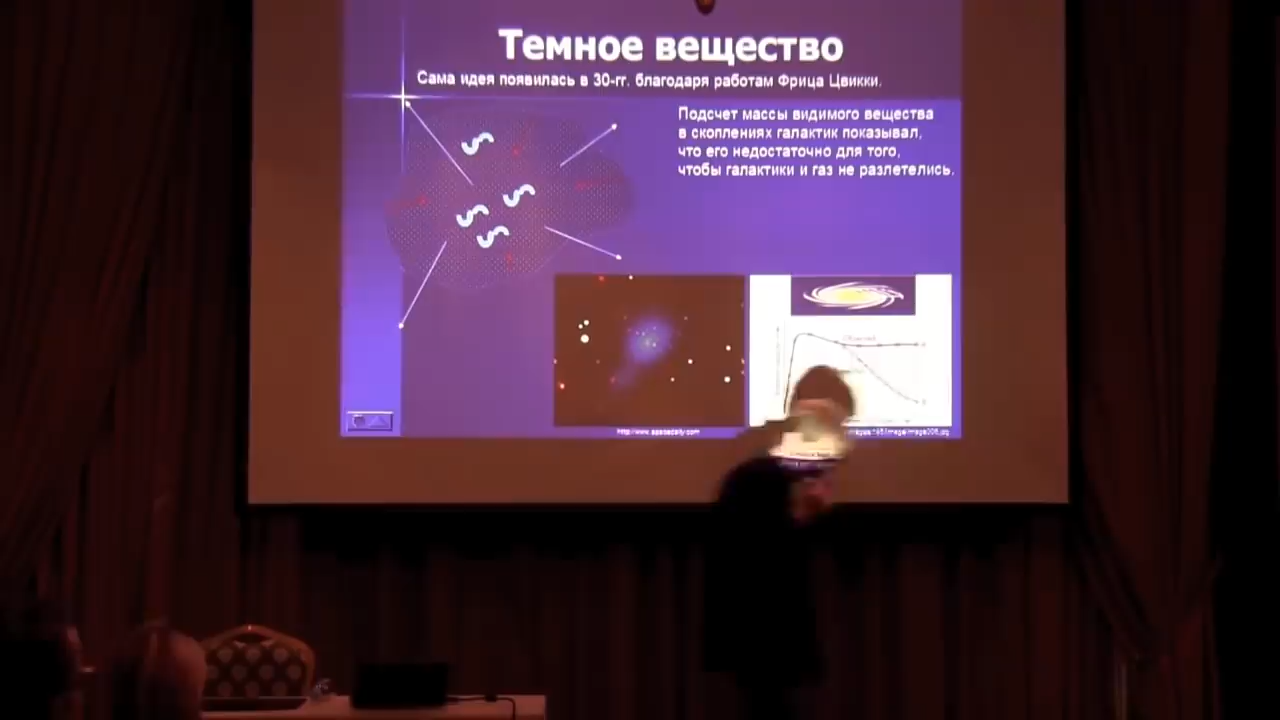 Темное вещество
Сама идея появилась в 30-гг. благодаря работам Фрица Цвикки.
Подсчет массы видимого вещества
в скоплениях галактик показывал,
что его недостаточно для того,
чтобы галактики и газ не разлетелись.
Observed
http://www.spacedaily.com